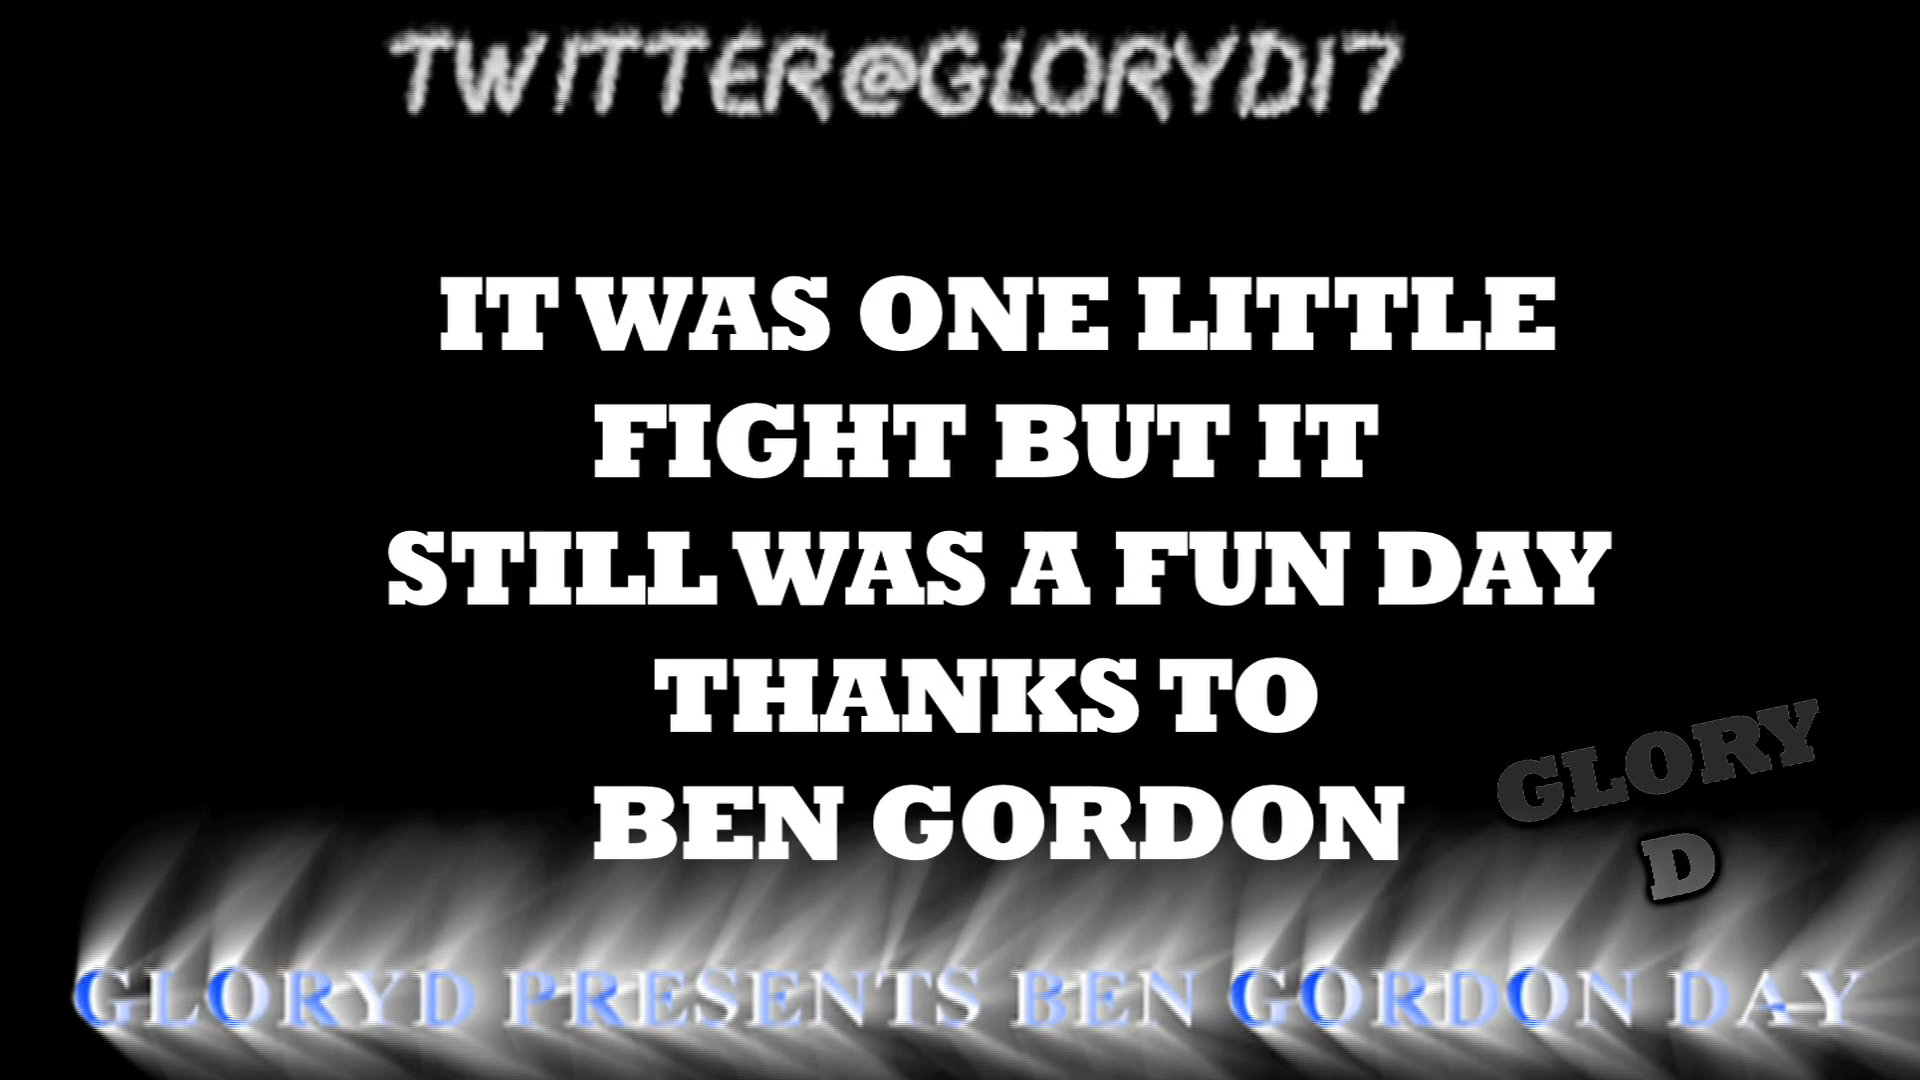 TWITTER@GLORYD17
IT WAS ONE LITTLE
FIGHT BUT IT
STILL WAS A FUN DAY
THANKS TO
BEN GORDON
GLORY
D
GLORYD PRESENTS BEN GORDON DAY